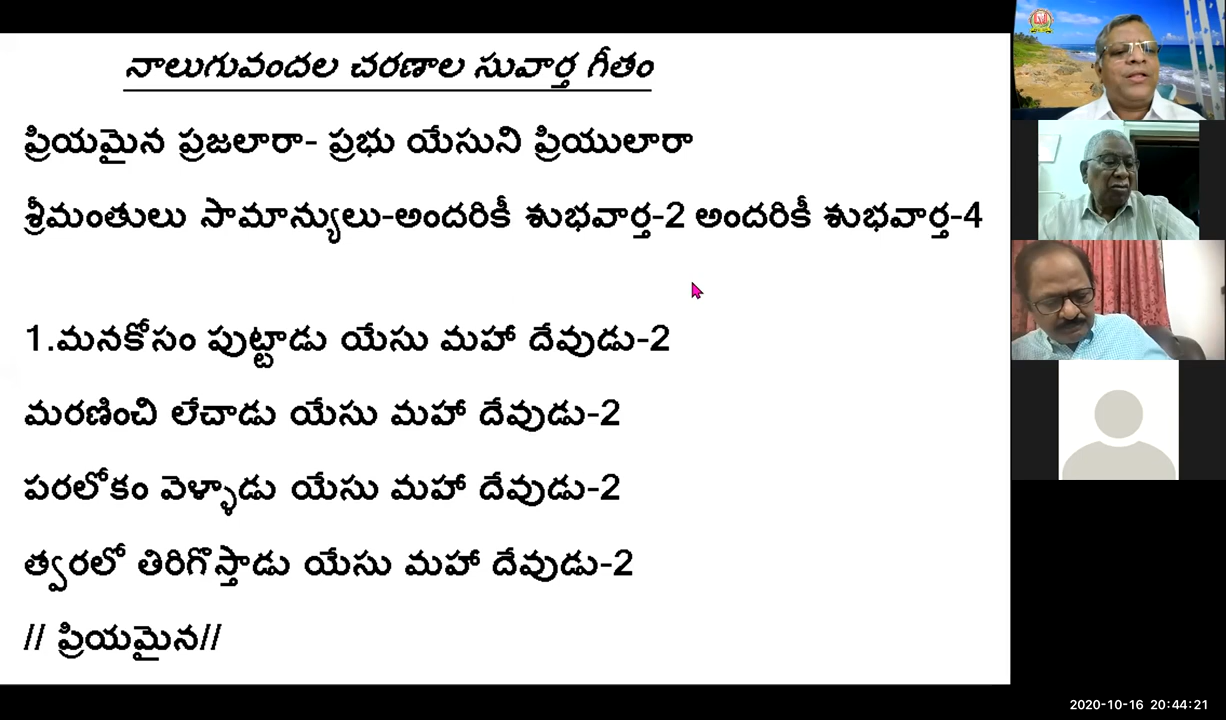 నాలుగువందల చరణాల సువార్త గీతం
ప్రియమైన ప్రజలారా- ప్రభు యేసుని ప్రియులారా
శ్రీమంతులు సామాన్యులు-అందరికీ శుభవార్త-2 అందరికీ శుభవార్త-4
1.మనకోసం పుట్టాడు యేసు మహా దేవుడు-2
మరణించి లేచాడు యేసు మహా దేవుడు-2
పరలోకం వెళ్ళాడు యేసు మహా దేవుడు-2
త్వరలో తిరిగొస్తాడు యేసు మహా దేవుడు-2
// ప్రియమైన//
2020-10-16 20:44:21